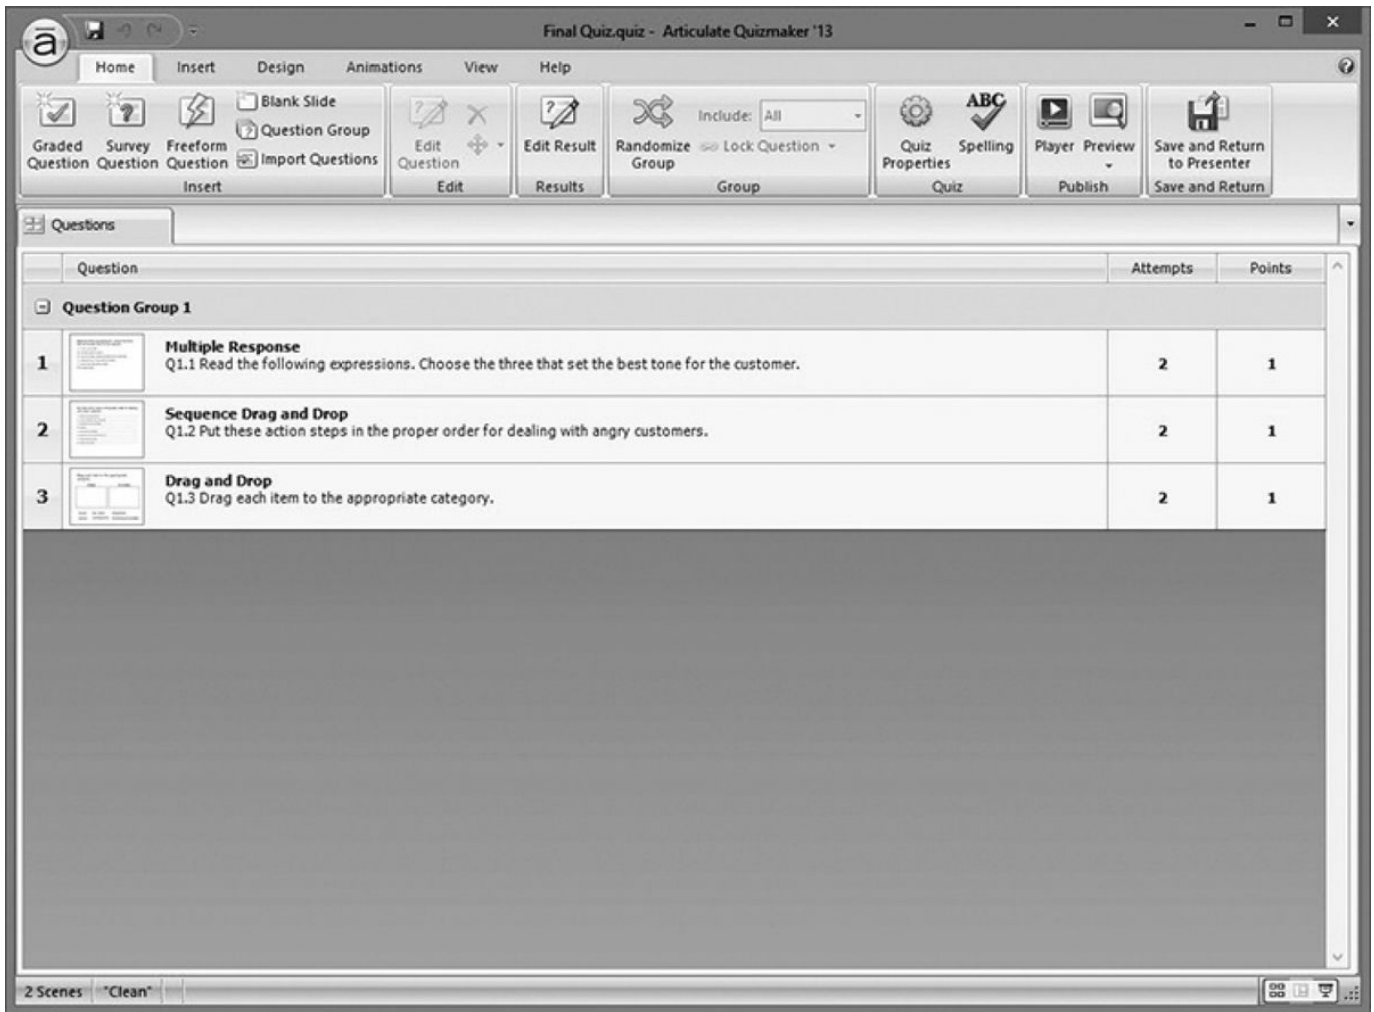 ā
Final Quiz.quiz - Articulate Quizmaker '13
Home Insert Design Animations View Help
Graded Question
Survey Question
Freeform Question
Blank Slide
Question Group
Import Questions
Insert
Edit Question
Edit
Edit Result
Results
Randomize Group
Include: All
Lock Question
Group
Quiz Properties
ABC
Spelling
Quiz
Player
Preview
Publish
Save and Return to Presenter
Save and Return
Questions
Question Attempts Points
Question Group 1
1 Multiple Response
Q1.1 Read the following expressions. Choose the three that set the best tone for the customer. 2 1
2 Sequence Drag and Drop
Q1.2 Put these action steps in the proper order for dealing with angry customers. 2 1
3 Drag and Drop
Q1.3 Drag each item to the appropriate category. 2 1
2 Scenes "Clean"